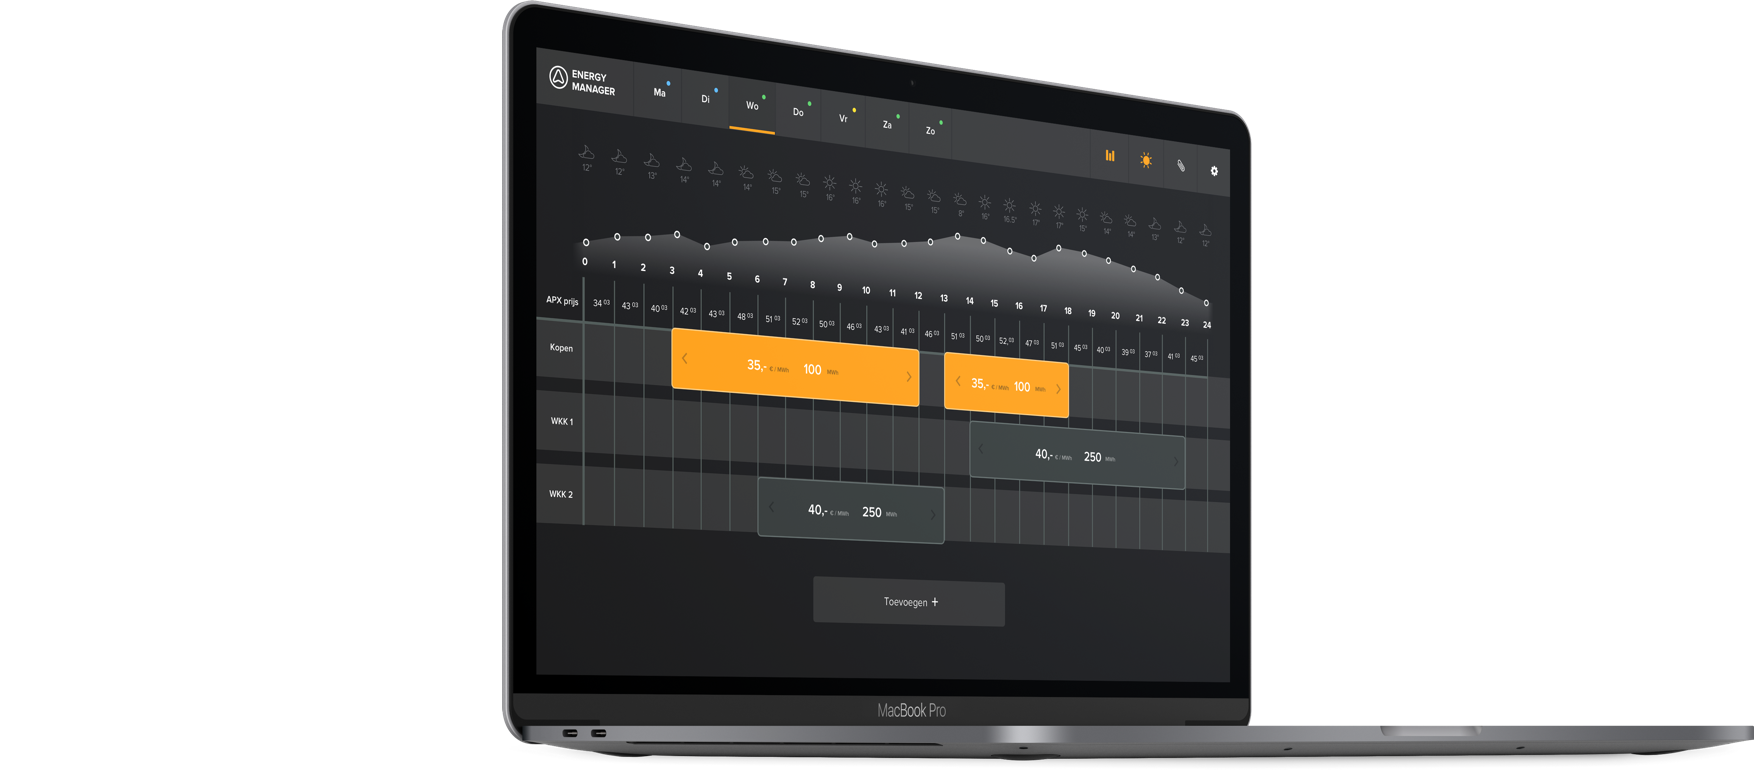 ENERGY
MANAGER
Ma Di Wo Do Vr Za Zo
12° 12° 13° 14° 14° 14° 15° 15° 16° 16° 16° 15° 15° 8° 16° 16,5° 17° 17° 15° 14° 14° 13° 12° 12°
0 1 2 3 4 5 6 7 8 9 10 11 12 13 14 15 16 17 18 19 20 21 22 23 24
APX prijs 34 03 43 03 40 03 42 03 43 03 48 03 51 03 52 03 50 03 46 03 43 03 41 03 46 03 51 03 50 03 52,03 47 03 51 03 45 03 40 03 39 03 37 03 41 03 45 03
Kopen 35,- € / MWh 100 MWh 35,- € / MWh 100 MWh
WKK 1 40,- € / MWh 250 MWh
WKK 2 40,- € / MWh 250 MWh
Toevoegen +
MacBook Pro